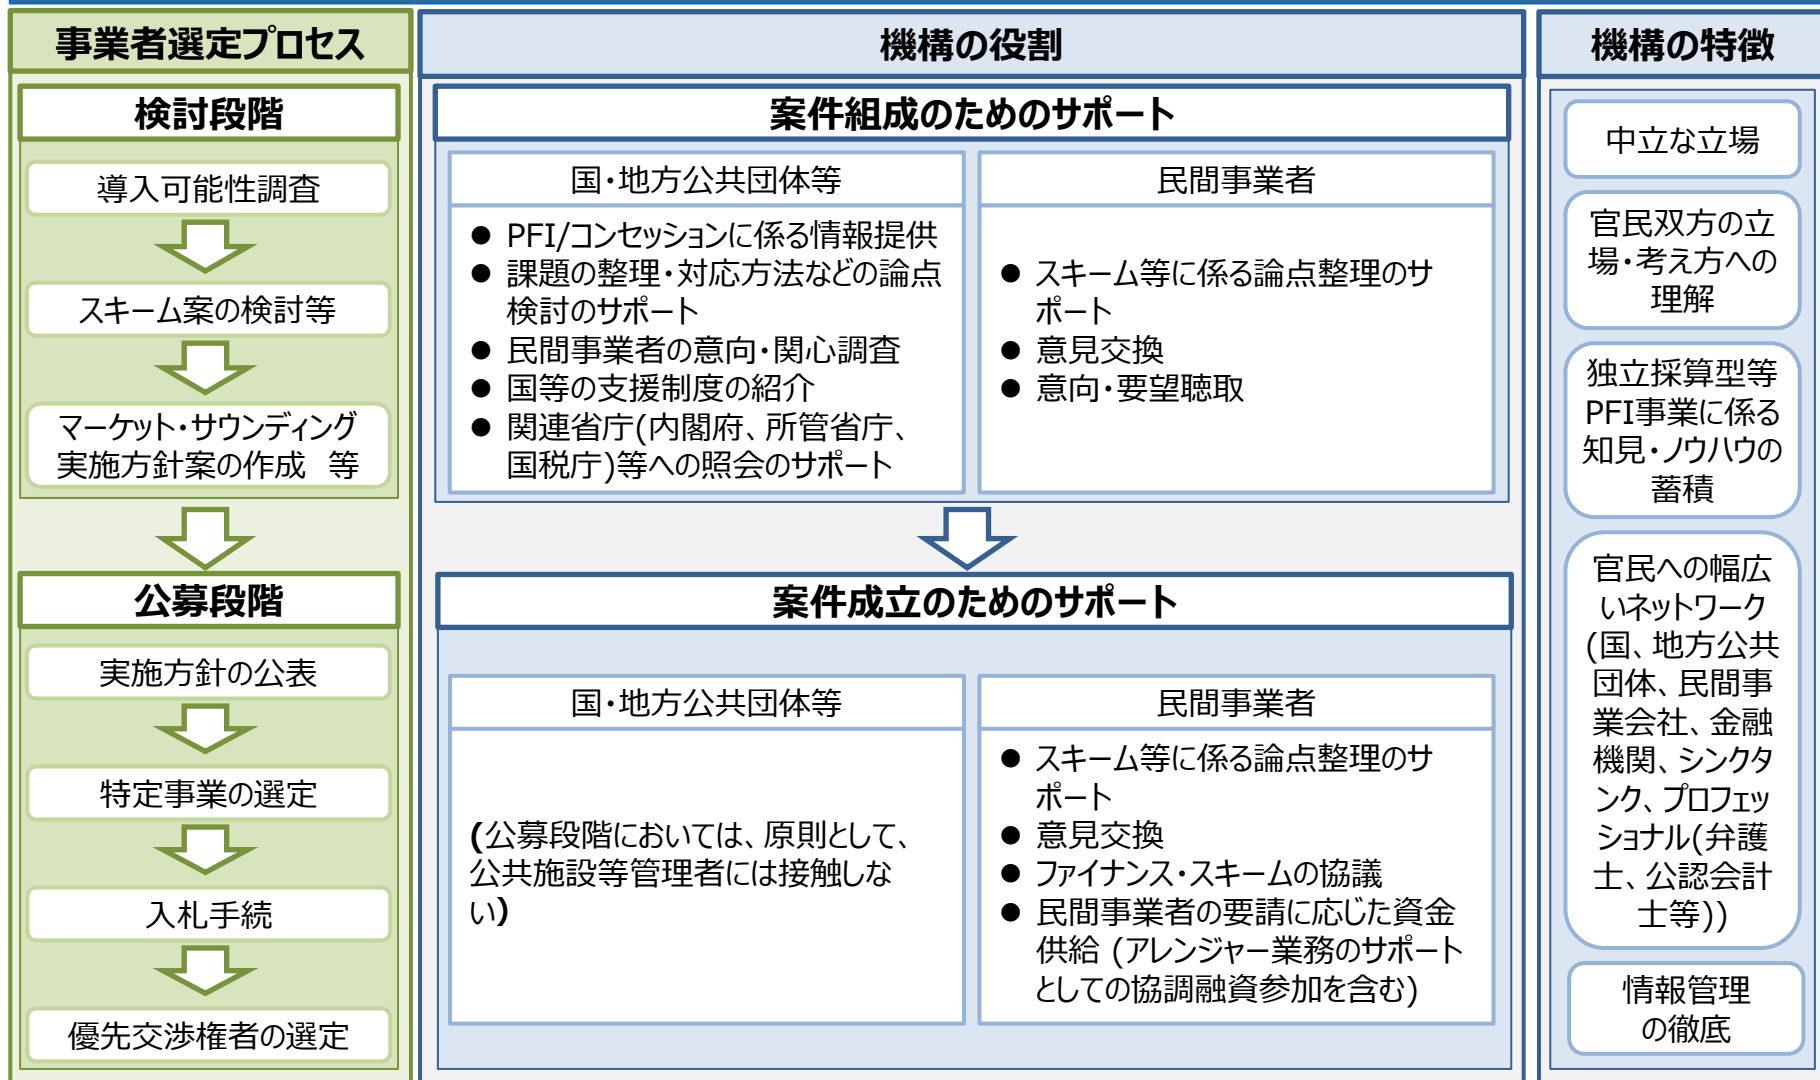 事業者選定プロセス
検討段階
導入可能性調査
スキーム案の検討等
マーケット・サウンディング
実施方針案の作成　等
公募段階
実施方針の公表
特定事業の選定
入札手続
優先交渉権者の選定
機構の役割
案件組成のためのサポート
国・地方公共団体等
● PFI/コンセッションに係る情報提供
● 課題の整理・対応方法などの論点
検討のサポート
● 民間事業者の意向・関心調査
● 国等の支援制度の紹介
● 関連省庁(内閣府、所管省庁、
国税庁)等への照会のサポート
民間事業者
● スキーム等に係る論点整理のサ
ポート
● 意見交換
● 意向・要望聴取
案件成立のためのサポート
国・地方公共団体等
(公募段階においては、原則として、
公共施設等管理者には接触しな
い)
民間事業者
● スキーム等に係る論点整理のサ
ポート
● 意見交換
● ファイナンス・スキームの協議
● 民間事業者の要請に応じた資金
供給 (アレンジャー業務のサポート
としての協調融資参加を含む)
機構の特徴
中立な立場
官民双方の立
場・考え方への
理解
独立採算型等
PFI事業に係る
知見・ノウハウの
蓄積
官民への幅広
いネットワーク
(国、地方公共
団体、民間事
業会社、金融
機関、シンクタ
ンク、プロフェッ
ショナル(弁護
士、公認会計
士等))
情報管理
の徹底